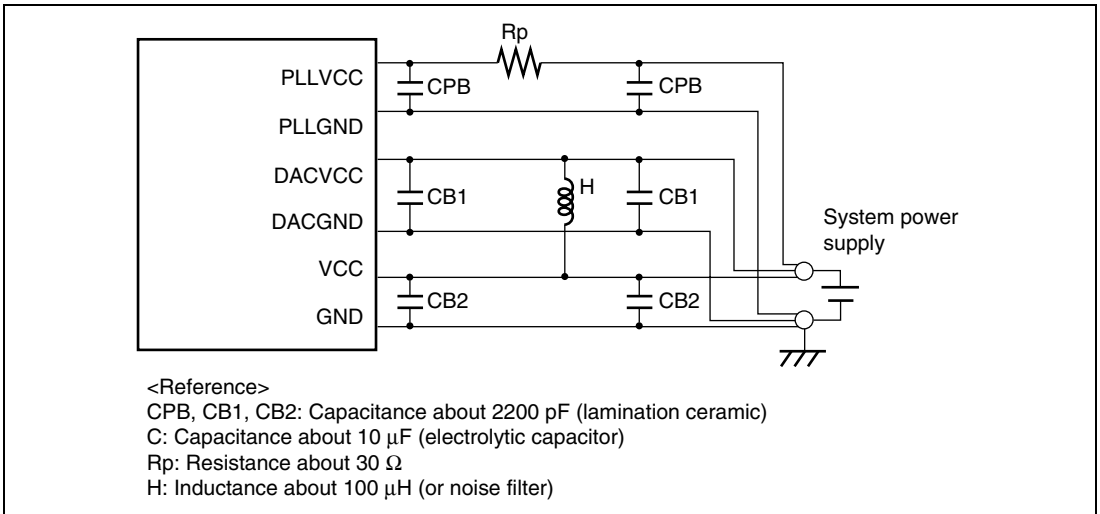 Rp
PLLVCC
CPB
CPB
PLLGND
DACVCC
H
CB1
CB1
DACGND
System power
supply
VCC
CB2
CB2
GND
<Reference>
CPB, CB1, CB2: Capacitance about 2200 pF (lamination ceramic)
C: Capacitance about 10 μF (electrolytic capacitor)
Rp: Resistance about 30 Ω
H: Inductance about 100 μH (or noise filter)